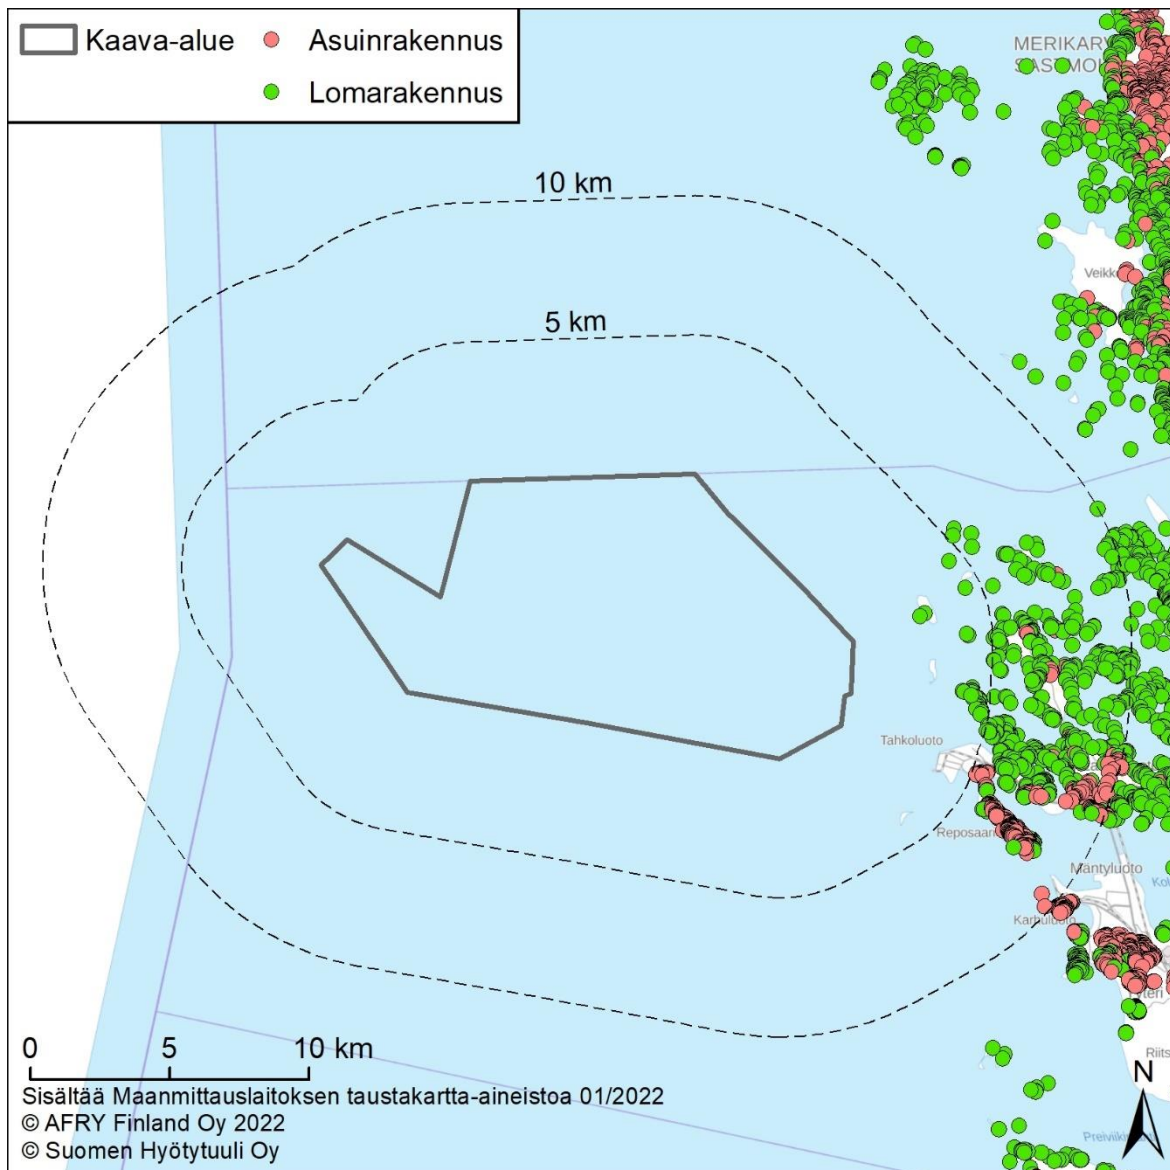 Kaava-alue
Asuinrakennus
Lomarakennus
10 km
5 km
Tahkoluoto
Mäntyluoto
0 5 10 km
N
Sisältää Maanmittauslaitoksen taustakartta-aineistoa 01/2022
© AFRY Finland Oy 2022
© Suomen Hyötytuuli Oy